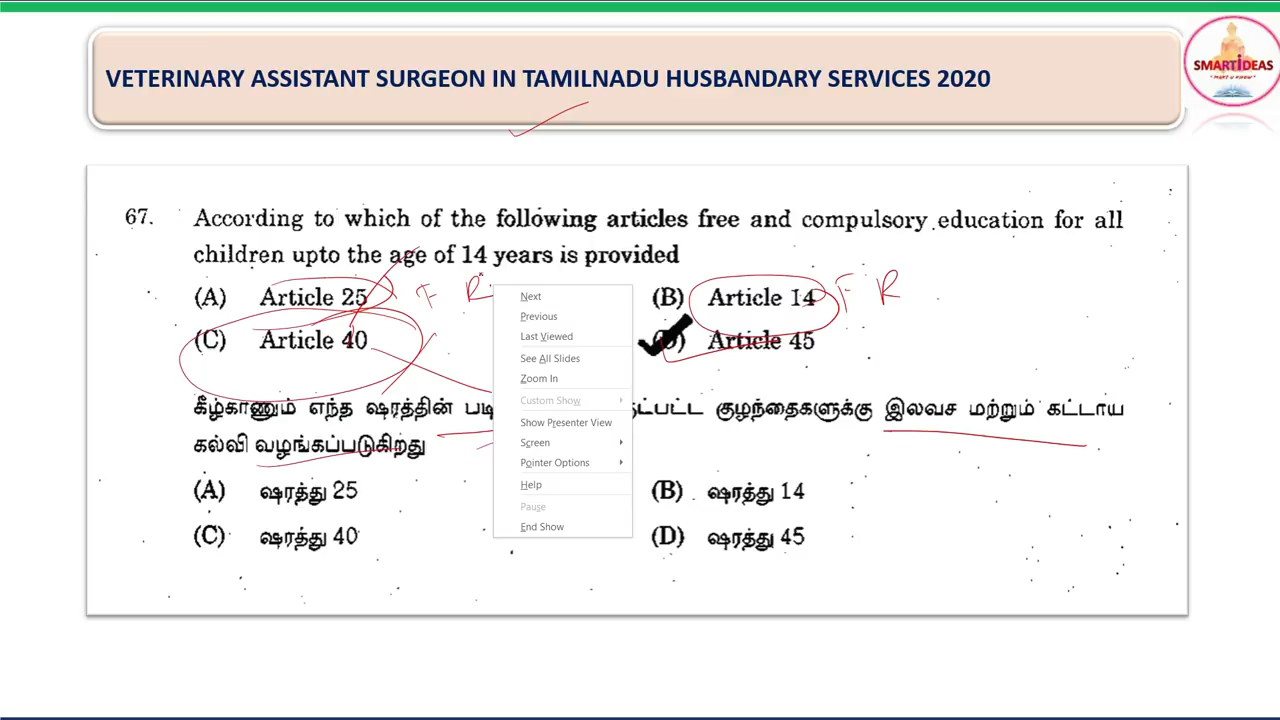 VETERINARY ASSISTANT SURGEON IN TAMILNADU HUSBANDARY SERVICES 2020
SMARTiDEAS
"MAKE U KNOW"
67. According to which of the following articles free and compulsory education for all
children upto the age of 14 years is provided
(A) Article 25 F R (B) Article 14 F R
(C) Article 40 (D) Article 45
கீழ்காணும் எந்த ஷரத்தின் படி குழந்தைகளுக்கு இலவச மற்றும் கட்டாய
கல்வி வழங்கப்படுகிறது
(A) ஷரத்து 25 (B) ஷரத்து 14
(C) ஷரத்து 40 (D) ஷரத்து 45
Next
Previous
Last Viewed
See All Slides
Zoom In
Custom Show
Show Presenter View
Screen
Pointer Options
Help
Pause
End Show